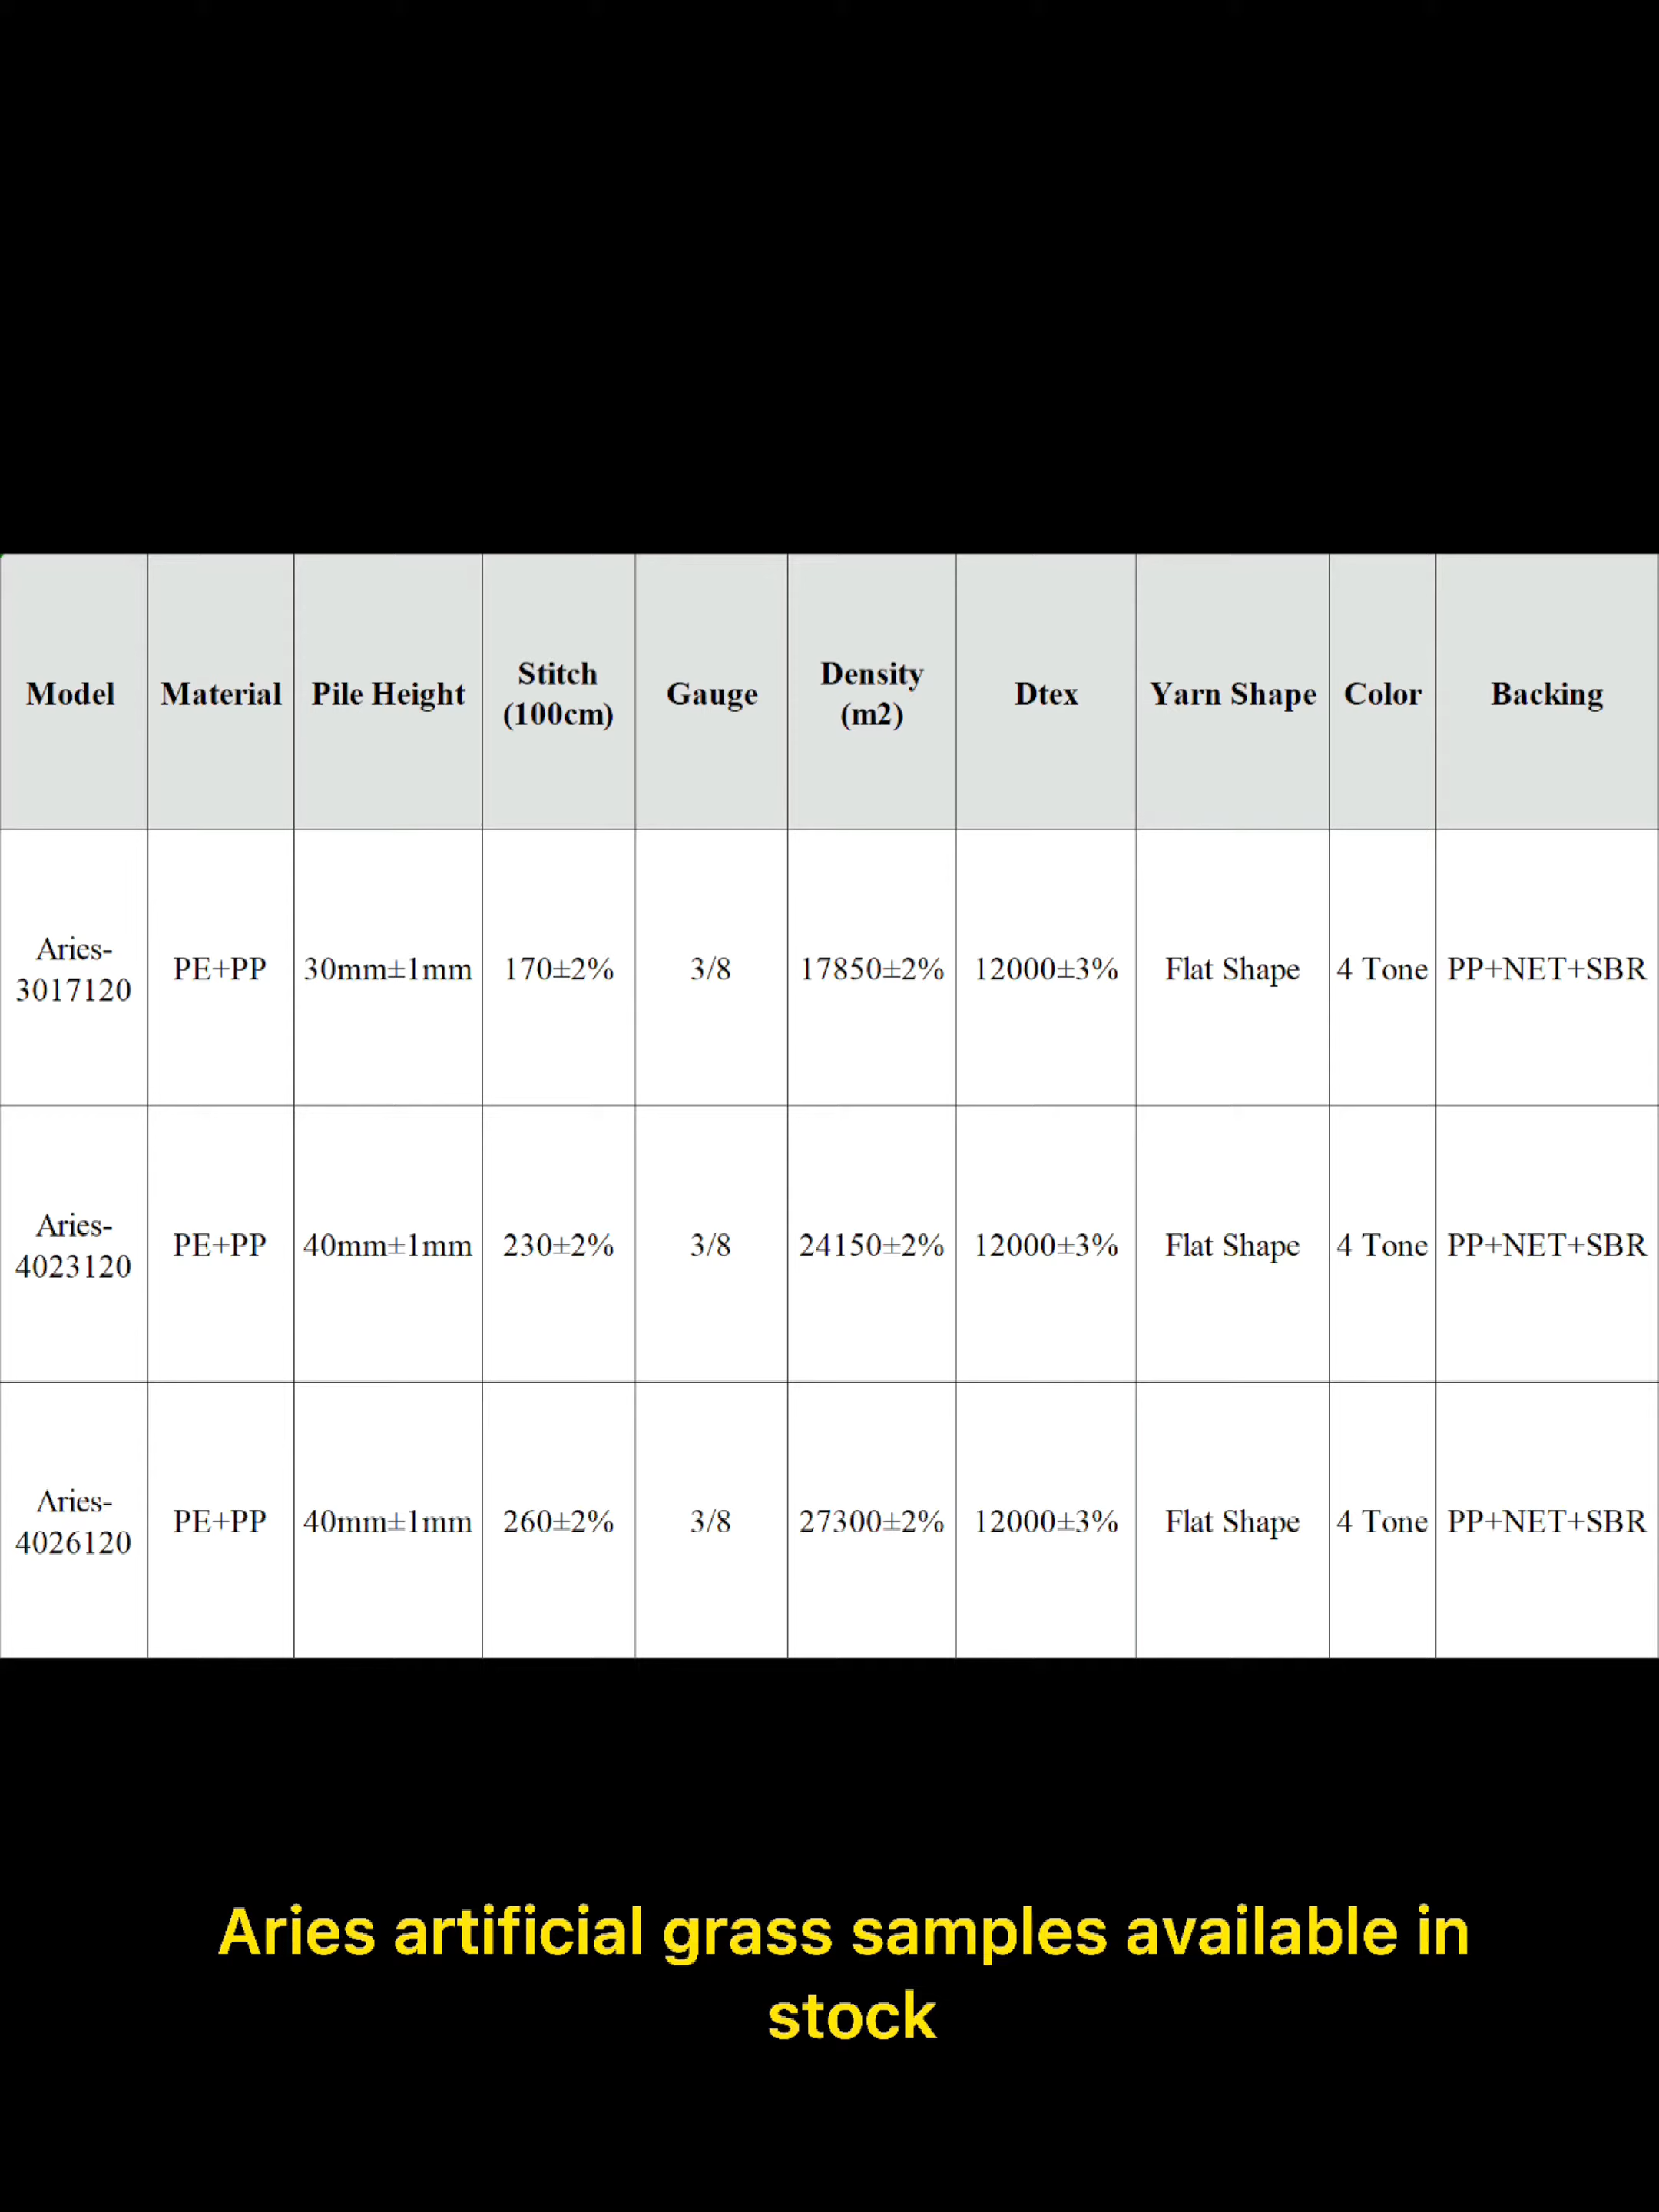 Model Material Pile Height Stitch (100cm) Gauge Density (m2) Dtex Yarn Shape Color Backing
Aries-3017120 PE+PP 30mm±1mm 170±2% 3/8 17850±2% 12000±3% Flat Shape 4 Tone PP+NET+SBR
Aries-4023120 PE+PP 40mm±1mm 230±2% 3/8 24150±2% 12000±3% Flat Shape 4 Tone PP+NET+SBR
Aries-4026120 PE+PP 40mm±1mm 260±2% 3/8 27300±2% 12000±3% Flat Shape 4 Tone PP+NET+SBR
Aries artificial grass samples available in
stock